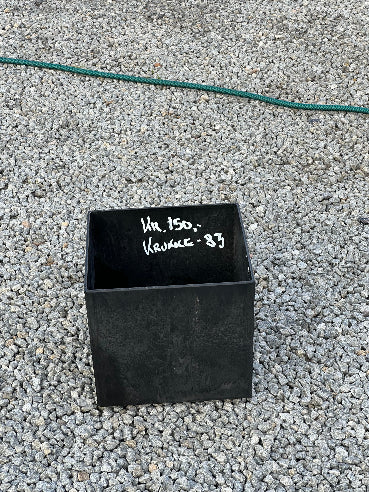 KR. 150,-
KRUKKE - 83